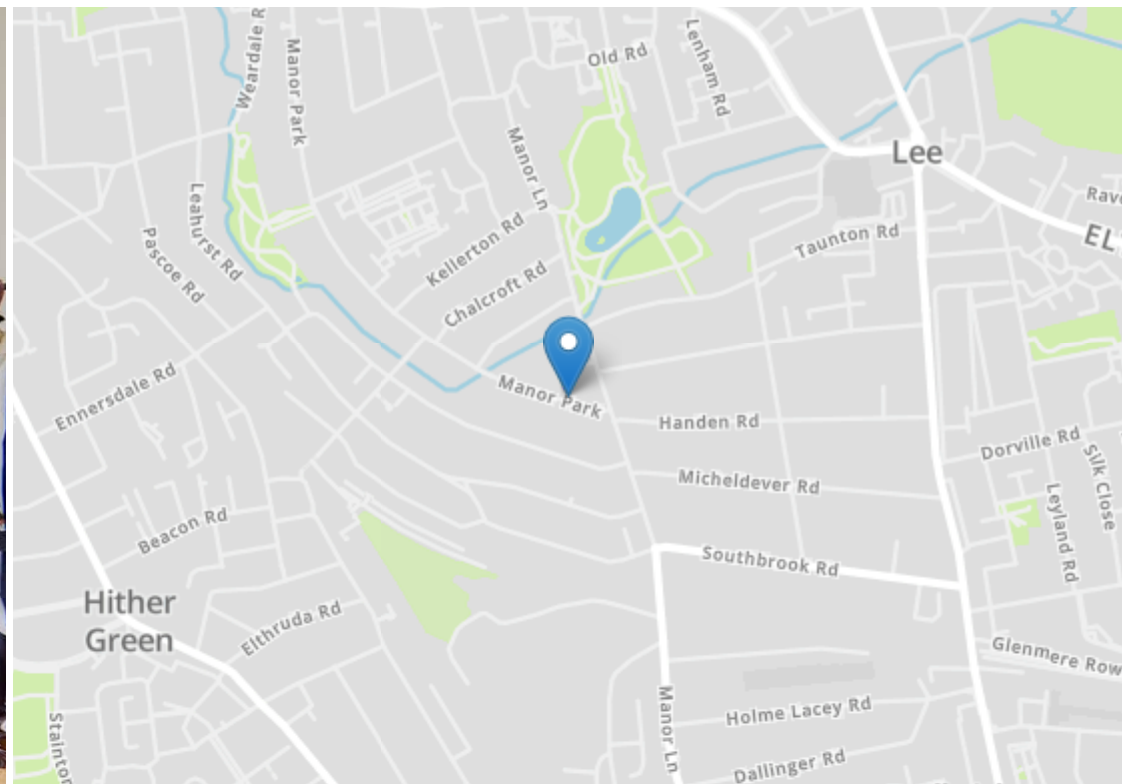 Weardale R
Manor Park
Old Rd
Lenham Rd
Manor Ln
Lee
Leahurst Rd
Pascoe Rd
Kellerton Rd
Chalcroft Rd
Taunton Rd
Rav
EL
Ennersdale Rd
Manor Park
Handen Rd
Micheldever Rd
Dorville Rd
Silk Close
Leyland Rd
Beacon Rd
Southbrook Rd
Hither
Green
Elthruda Rd
Glenmere Row
Stainton
Manor Ln
Holme Lacey Rd
Dallinger Rd